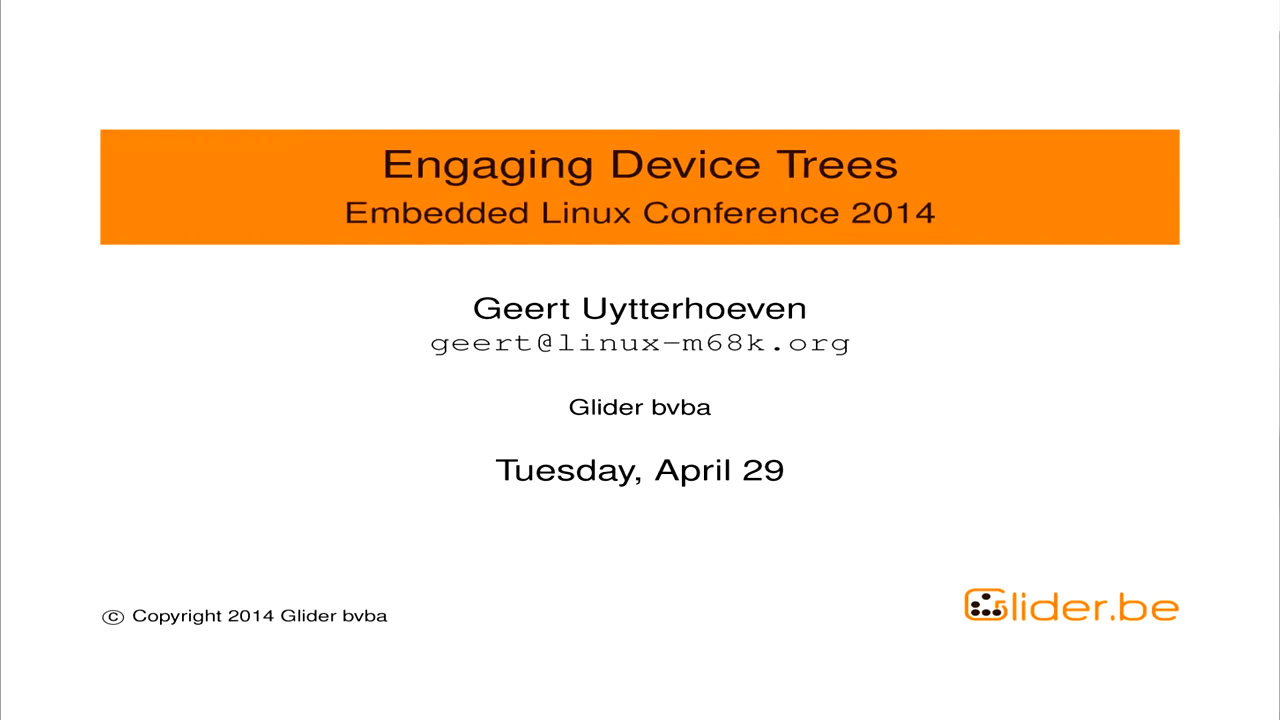 Engaging Device Trees
Embedded Linux Conference 2014
Geert Uytterhoeven
geert@linux-m68k.org
Glider bvba
Tuesday, April 29
© Copyright 2014 Glider bvba
Glider.be